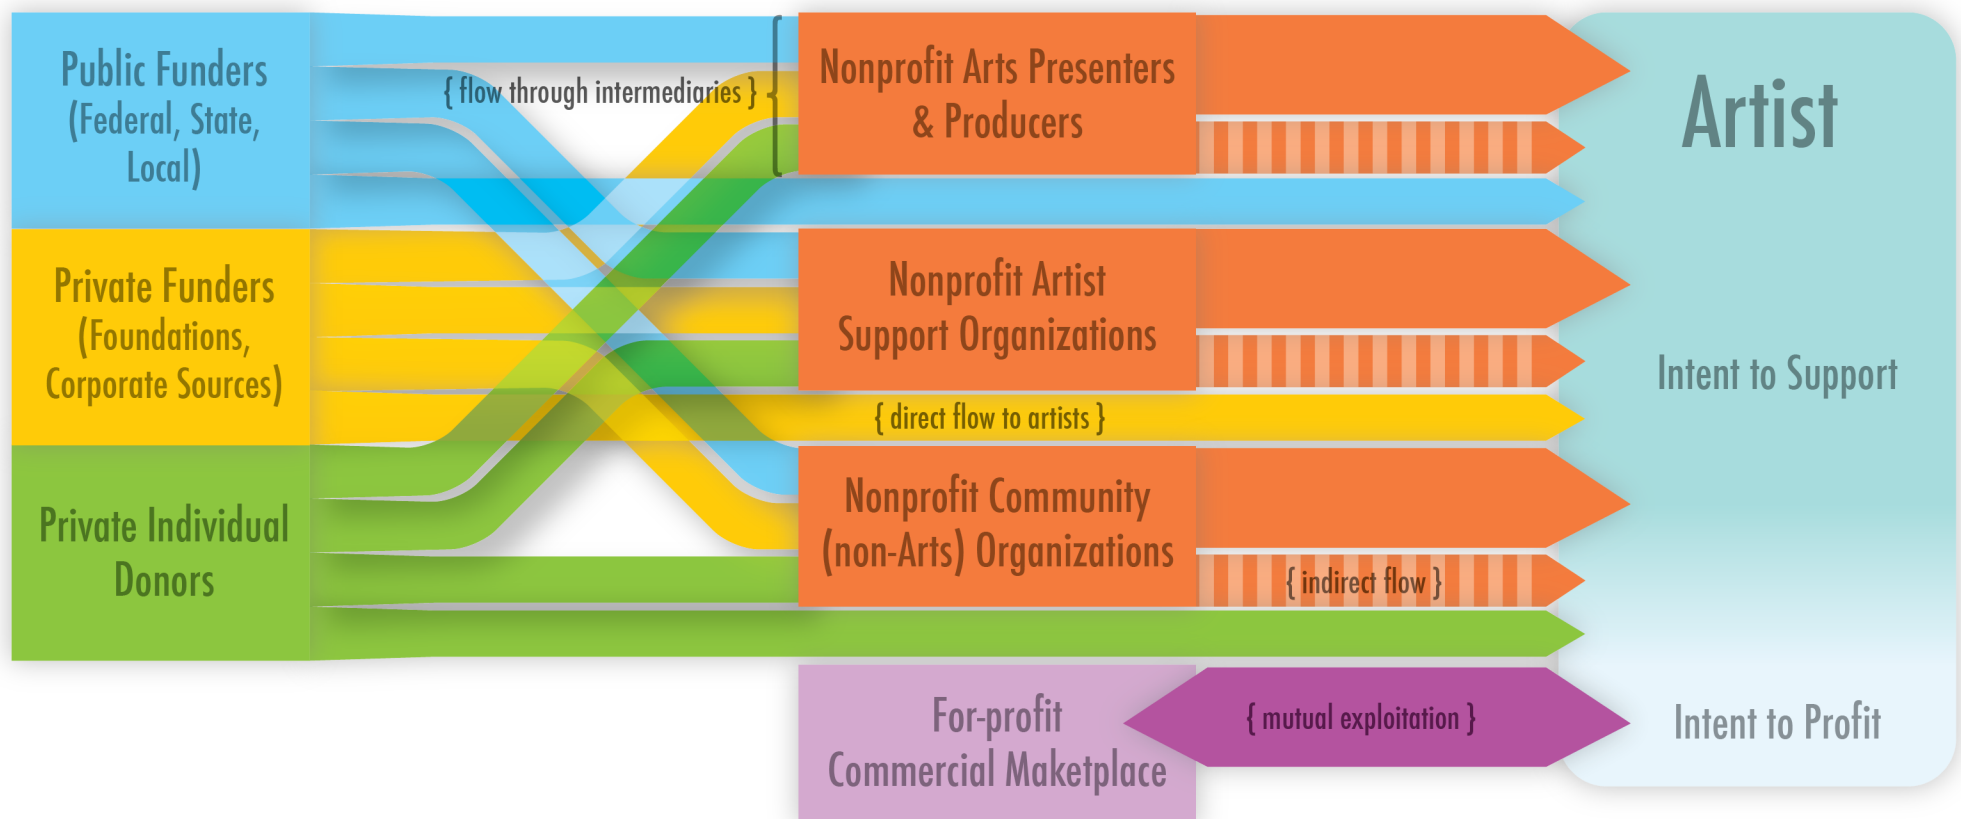 Public Funders
(Federal, State,
Local)
Private Funders
(Foundations,
Corporate Sources)
Private Individual
Donors
{ flow through intermediaries }
Nonprofit Arts Presenters
& Producers
Nonprofit Artist
Support Organizations
{ direct flow to artists }
Nonprofit Community
(non-Arts) Organizations
{ indirect flow }
For-profit
Commercial Maketplace
{ mutual exploitation }
Artist
Intent to Support
Intent to Profit